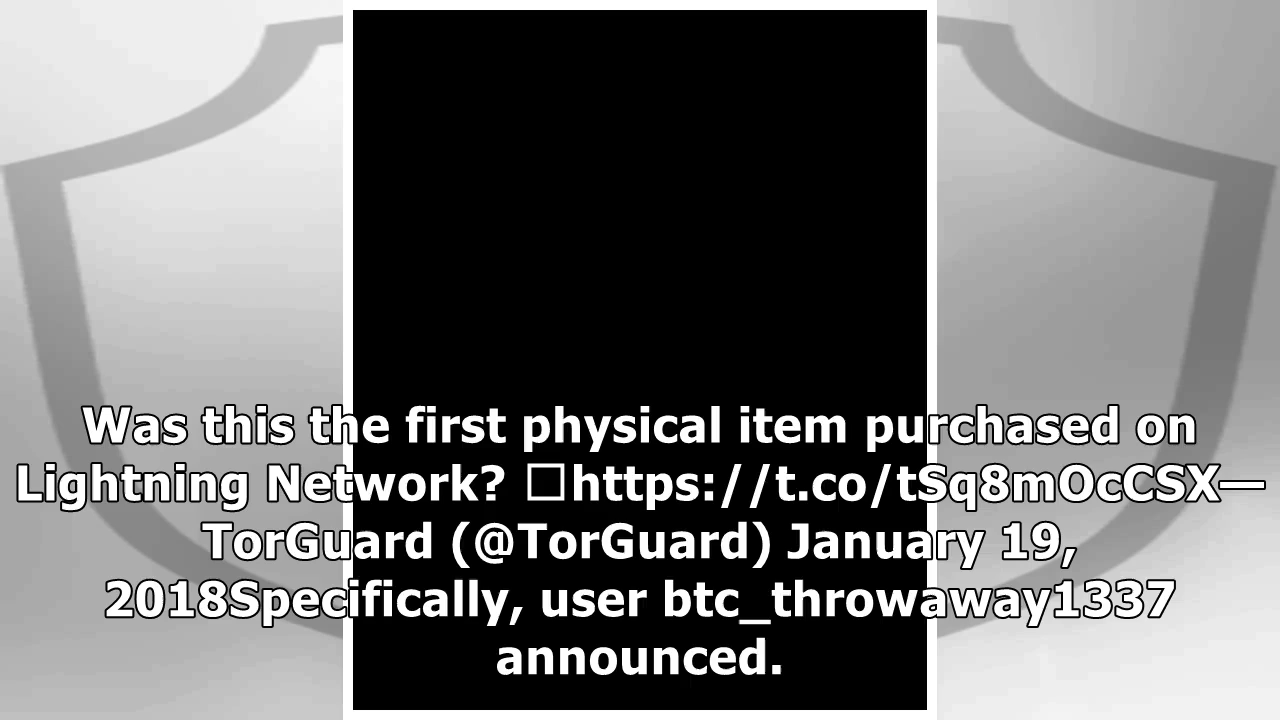 Was this the first physical item purchased on
Lightning Network? □https://t.co/tSq8mOcCSX—
TorGuard (@TorGuard) January 19,
2018Specifically, user btc_throwaway1337
announced.